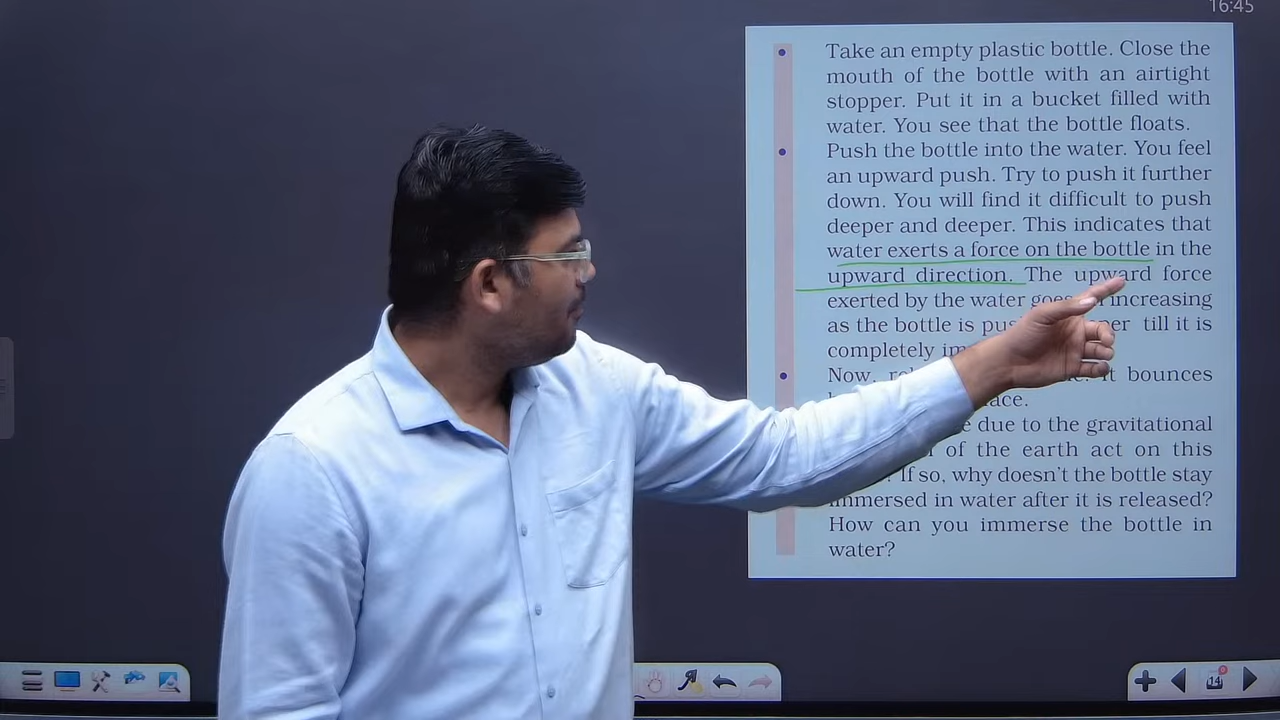 16:45
Take an empty plastic bottle. Close the
mouth of the bottle with an airtight
stopper. Put it in a bucket filled with
water. You see that the bottle floats.
Push the bottle into the water. You feel
an upward push. Try to push it further
down. You will find it difficult to push
deeper and deeper. This indicates that
water exerts a force on the bottle in the
upward direction. The upward force
exerted by the water goes increasing
as the bottle is till it is
completely
Now, It bounces
due to the gravitational
of the earth act on this
If so, why doesn't the bottle stay
immersed in water after it is released?
How can you immerse the bottle in
water?
14